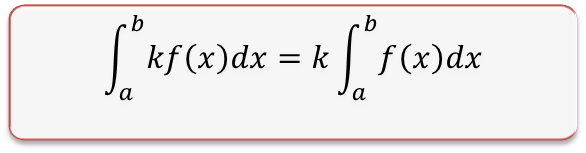 ∫_a^b kf(x)dx = k ∫_a^b f(x)dx